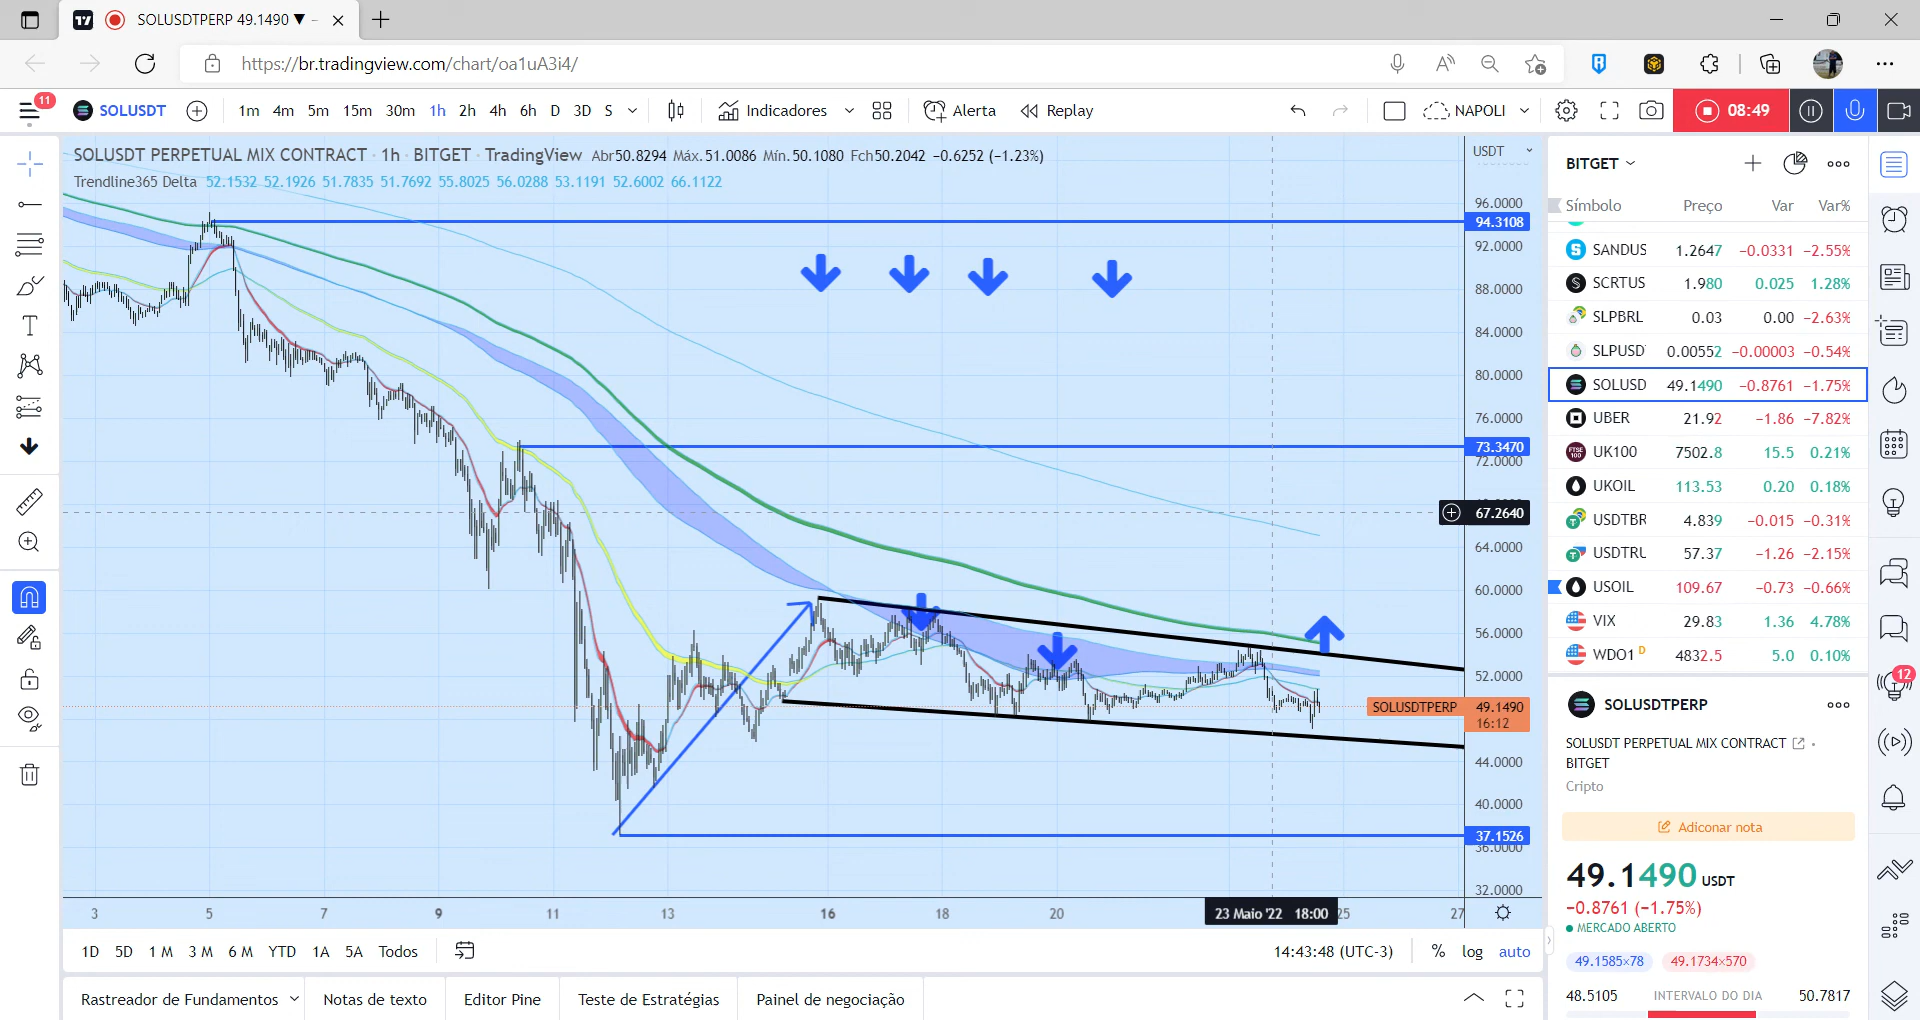 SOLUSDTPERP 49.1490 ▼ –
https://br.tradingview.com/chart/oa1uA3i4/
11 SOLUSDT 1m 4m 5m 15m 30m 1h 2h 4h 6h D 3D S Indicadores Alerta Replay NAPOLI 08:49
SOLUSDT PERPETUAL MIX CONTRACT · 1h · BITGET · TradingView Abr50.8294 Máx.51.0086 Mín.50.1080 Fch50.2042 −0.6252 (−1.23%)
Trendline365 Delta 52.1532 52.1926 51.7835 51.7692 55.8025 56.0288 53.1191 52.6002 66.1122
USDT
96.0000
94.3108
92.0000
88.0000
84.0000
80.0000
76.0000
73.3470
72.0000
67.2640
64.0000
60.0000
56.0000
52.0000
SOLUSDTPERP 49.1490
16:12
44.0000
40.0000
37.1526
36.0000
32.0000
3 5 7 9 11 13 16 18 20 23 Maio '22 18:00 25 27
1D 5D 1 M 3 M 6 M YTD 1A 5A Todos 14:43:48 (UTC-3) % log auto
Rastreador de Fundamentos Notas de texto Editor Pine Teste de Estratégias Painel de negociação
BITGET
Símbolo Preço Var Var%
SANDUS 1.2647 −0.0331 −2.55%
SCRTUS 1.980 0.025 1.28%
SLPBRL 0.03 0.00 −2.63%
SLPUSD 0.00552 −0.00003 −0.54%
SOLUSD 49.1490 −0.8761 −1.75%
UBER 21.92 −1.86 −7.82%
FTSE 100 UK100 7502.8 15.5 0.21%
UKOIL 113.53 0.20 0.18%
USDTBR 4.839 −0.015 −0.31%
USDTRU 57.37 −1.26 −2.15%
USOIL 109.67 −0.73 −0.66%
VIX 29.83 1.36 4.78%
WDO1 D 4832.5 5.0 0.10%
12
SOLUSDTPERP
SOLUSDT PERPETUAL MIX CONTRACT ·
BITGET
Cripto
Adiconar nota
49.1490 USDT
−0.8761 (−1.75%)
MERCADO ABERTO
49.1585×78 49.1734×570
48.5105 INTERVALO DO DIA 50.7817